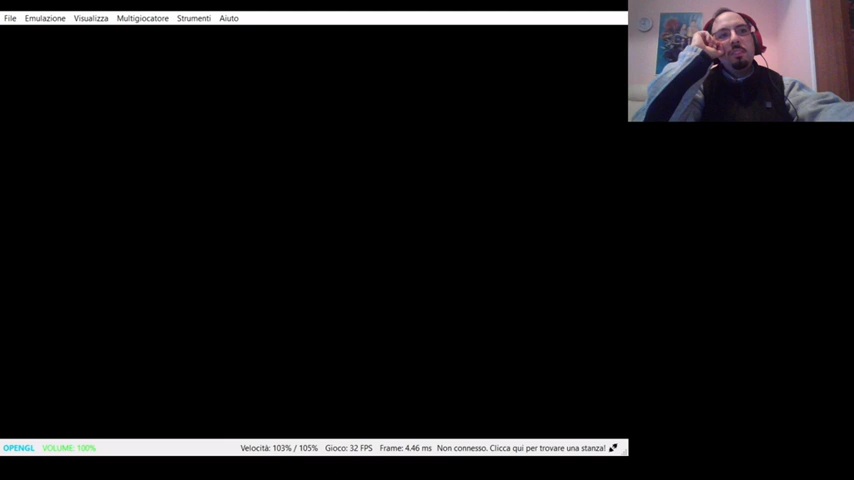 File Emulazione Visualizza Multigiocatore Strumenti Aiuto
OPENGL VOLUME: 100% Velocità: 103% / 105% Gioco: 32 FPS Frame: 4.46 ms Non connesso. Clicca qui per trovare una stanza!